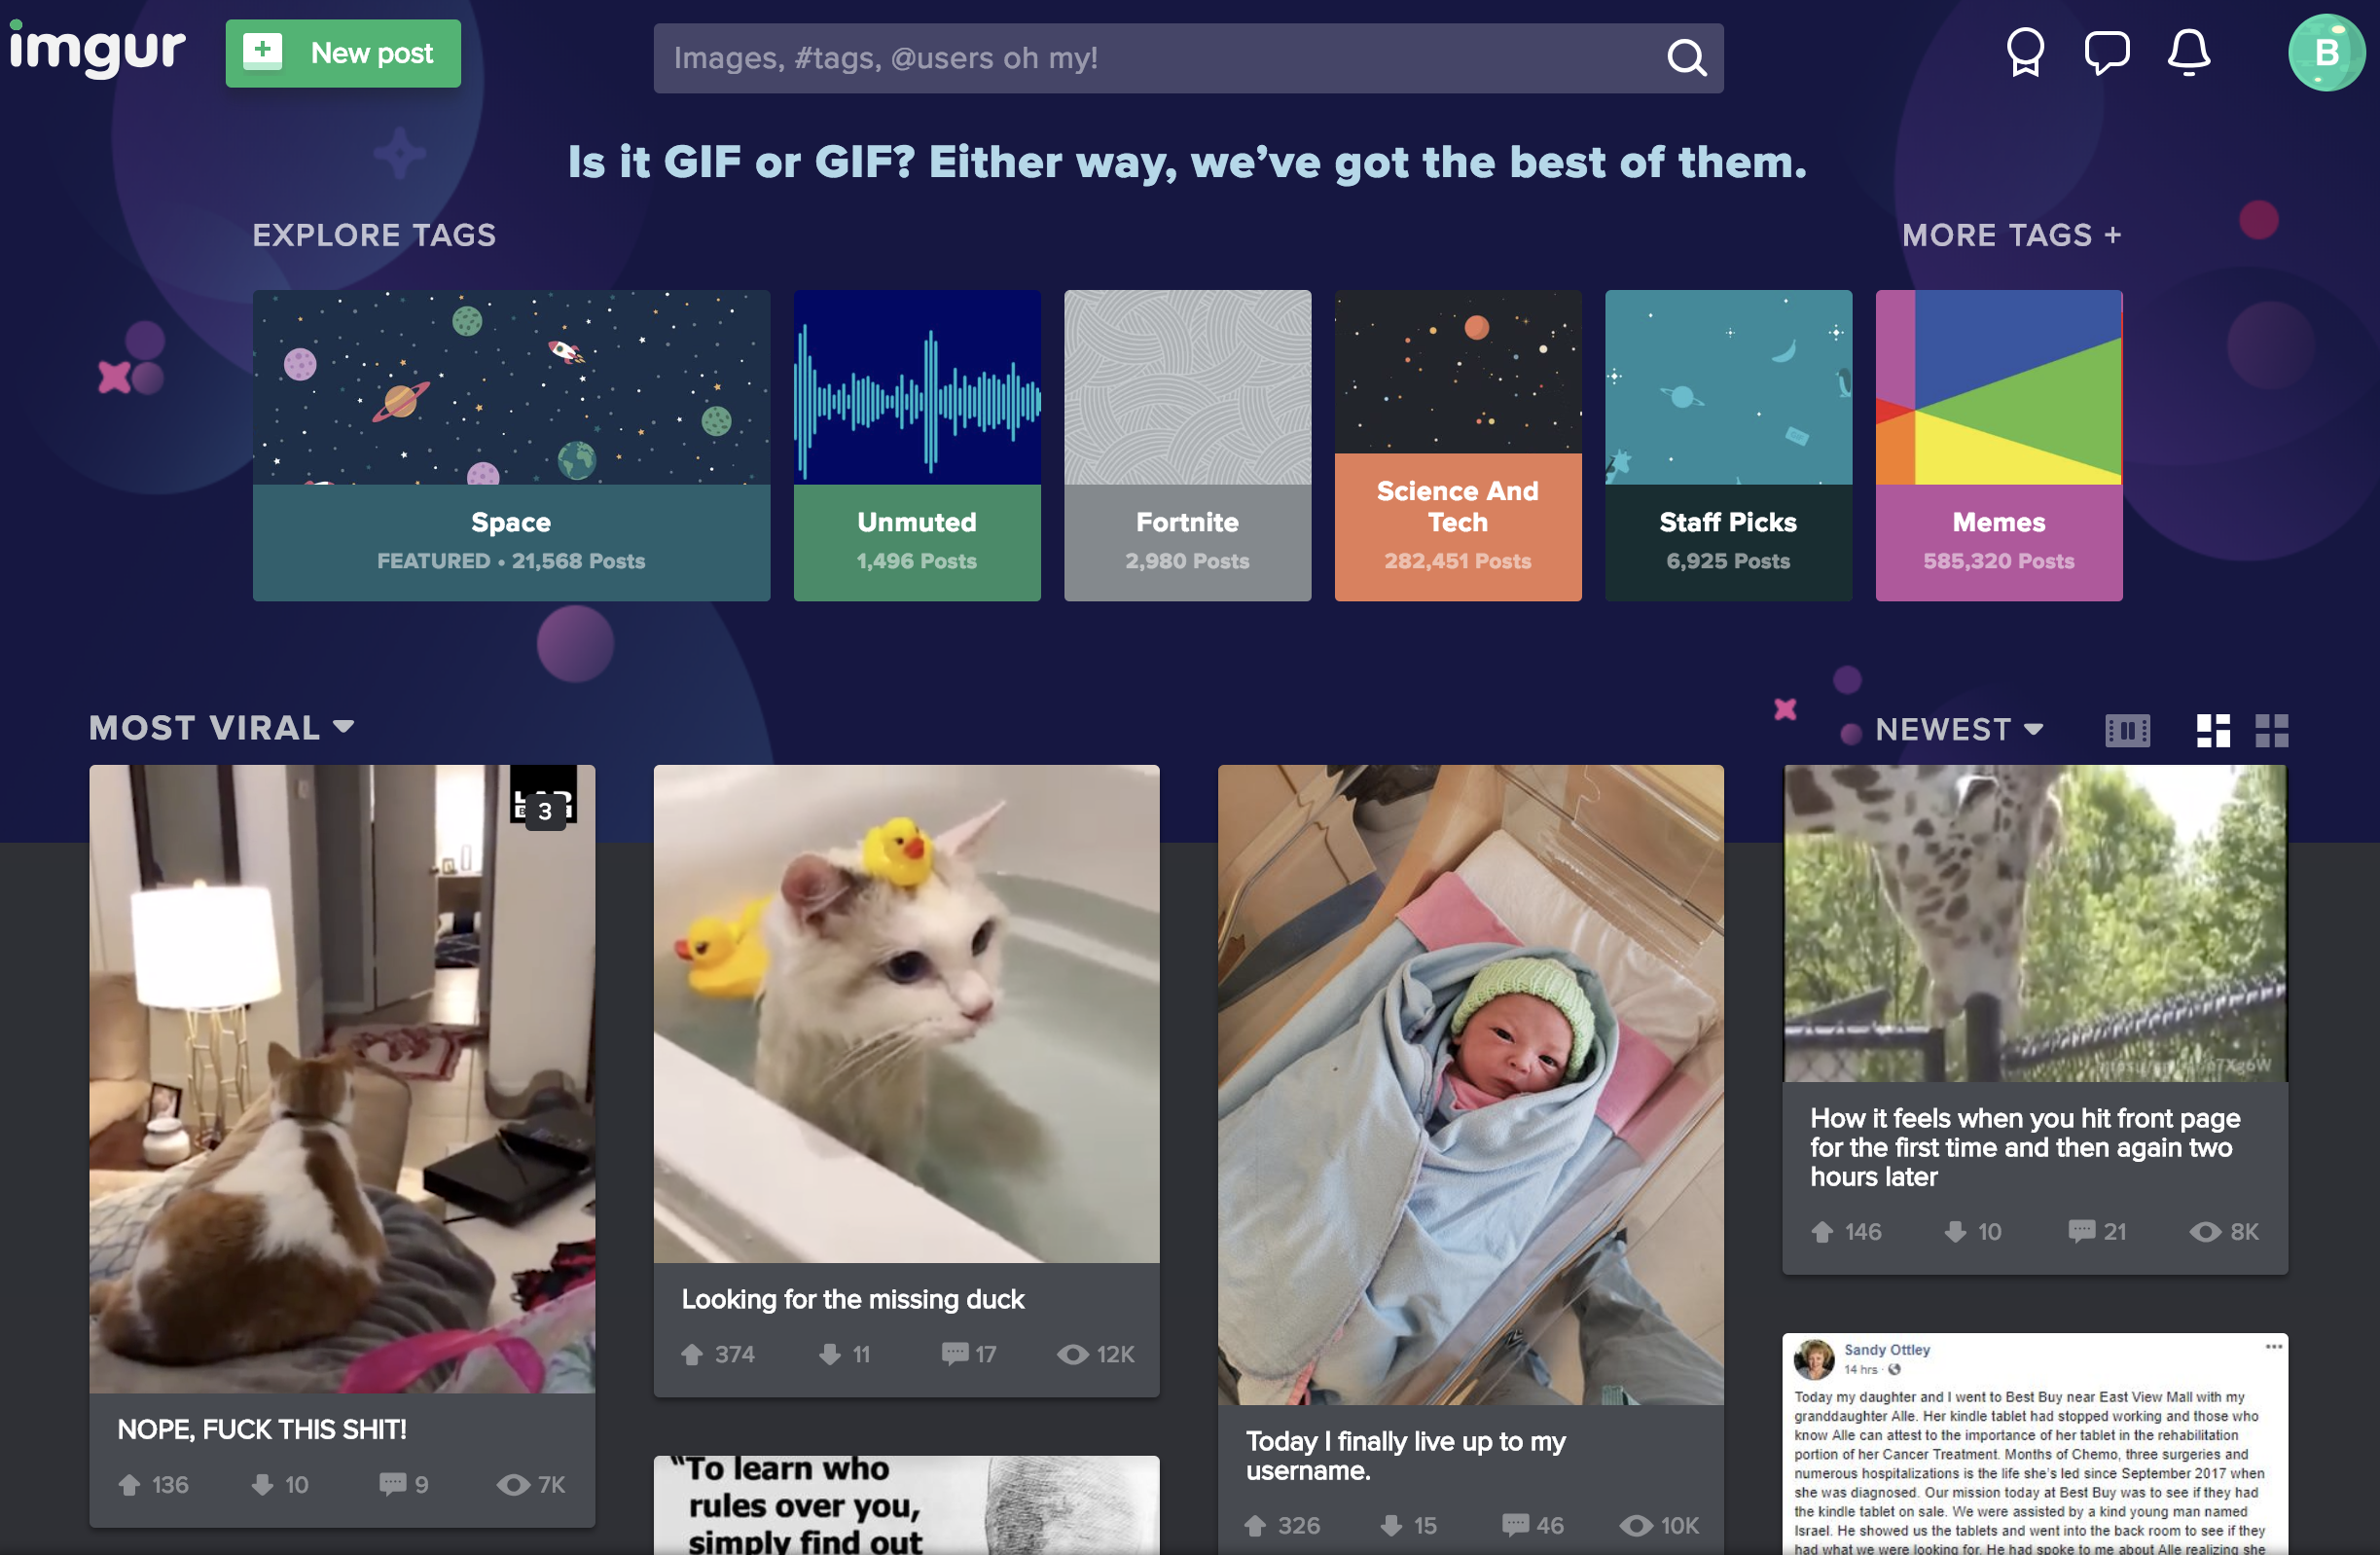 imgur
New post
Images, #tags, @users oh my!
B
Is it GIF or GIF? Either way, we’ve got the best of them.
EXPLORE TAGS
MORE TAGS +
Space
FEATURED • 21,568 Posts
Unmuted
1,496 Posts
Fortnite
2,980 Posts
Science And
Tech
282,451 Posts
Staff Picks
6,925 Posts
Memes
585,320 Posts
MOST VIRAL
NEWEST
3
NOPE, FUCK THIS SHIT!
136 10 9 7K
Looking for the missing duck
374 11 17 12K
“To learn who
rules over you,
simply find out
Today I finally live up to my
username.
326 15 46 10K
How it feels when you hit front page
for the first time and then again two
hours later
146 10 21 8K
Sandy Ottley
14 hrs ·
Today my daughter and I went to Best Buy near East View Mall with my
granddaughter Alle. Her kindle tablet had stopped working and those who
know Alle can attest to the importance of her tablet in the rehabilitation
portion of her Cancer Treatment. Months of Chemo, three surgeries and
numerous hospitalizations is the life she's led since September 2017 when
she was diagnosed. Our mission today at Best Buy was to see if they had
the kindle tablet on sale. We were assisted by a kind young man named
Israel. He showed us the tablets and went into the back room to see if they
had what we were looking for. He had spoke to me about Alle realizing she